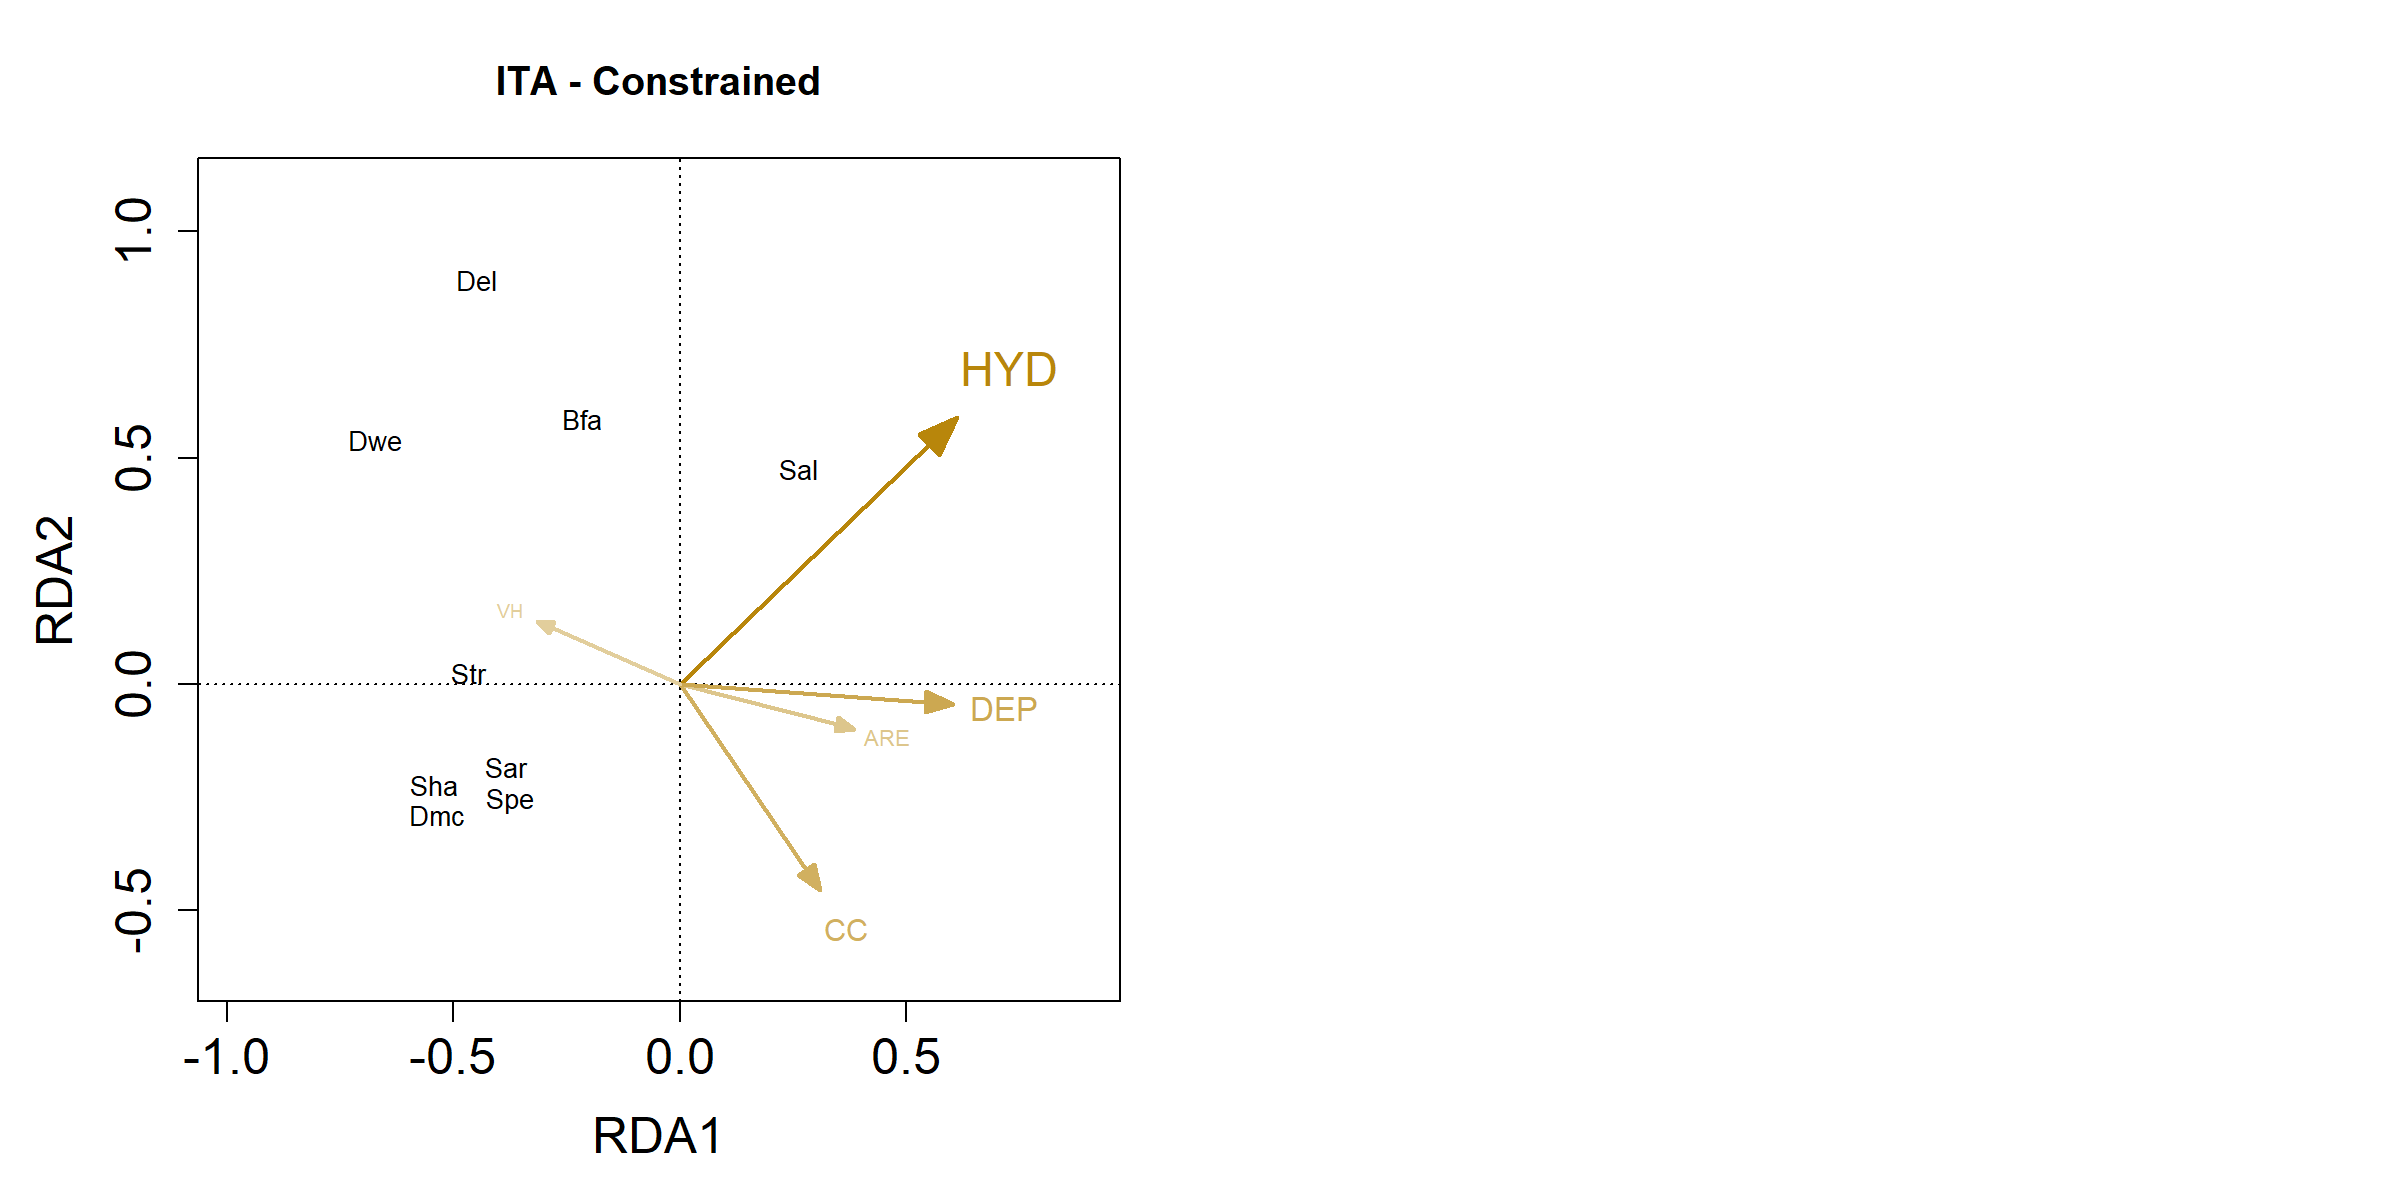 ITA - Constrained
1.0
Del
HYD
Bfa
Dwe
0.5
Sal
RDA2
VH
Str
0.0
DEP
ARE
Sar
Sha
Spe
Dmc
-0.5
CC
-1.0 -0.5 0.0 0.5
RDA1